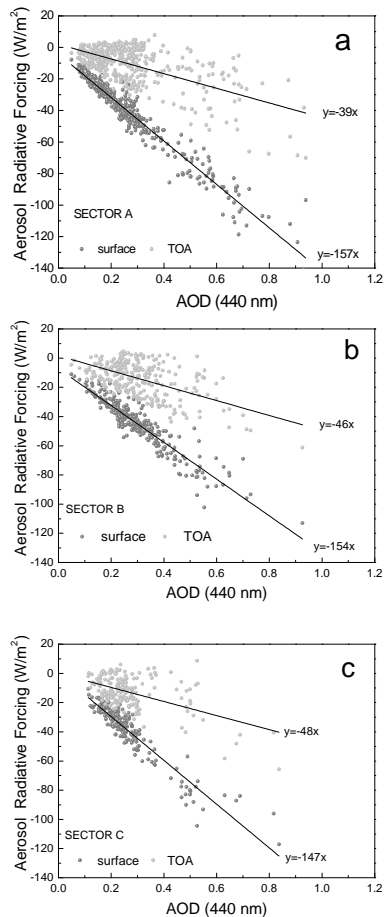 a
20
0
-20
-40
-60
-80
-100
-120
-140
Aerosol Radiative Forcing (W/m²)
y=-39x
SECTOR A
surface TOA
y=-157x
0.0 0.2 0.4 0.6 0.8 1.0 1.2
AOD (440 nm)
b
20
0
-20
-40
-60
-80
-100
-120
-140
Aerosol Radiative Forcing (W/m²)
y=-46x
SECTOR B
surface TOA
y=-154x
0.0 0.2 0.4 0.6 0.8 1.0 1.2
AOD (440 nm)
c
20
0
-20
-40
-60
-80
-100
-120
-140
Aerosol Radiative Forcing (W/m²)
y=-48x
SECTOR C
surface TOA
y=-147x
0.0 0.2 0.4 0.6 0.8 1.0 1.2
AOD (440 nm)